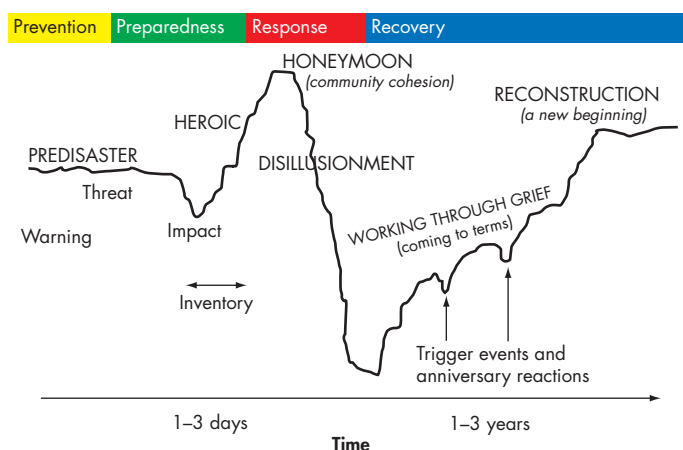 Prevention Preparedness Response Recovery
HONEYMOON
(community cohesion)
RECONSTRUCTION
(a new beginning)
HEROIC
PREDISASTER
DISILLUSIONMENT
Threat
WORKING THROUGH GRIEF
(coming to terms)
Warning
Impact
Inventory
Trigger events and
anniversary reactions
1–3 days
1–3 years
Time